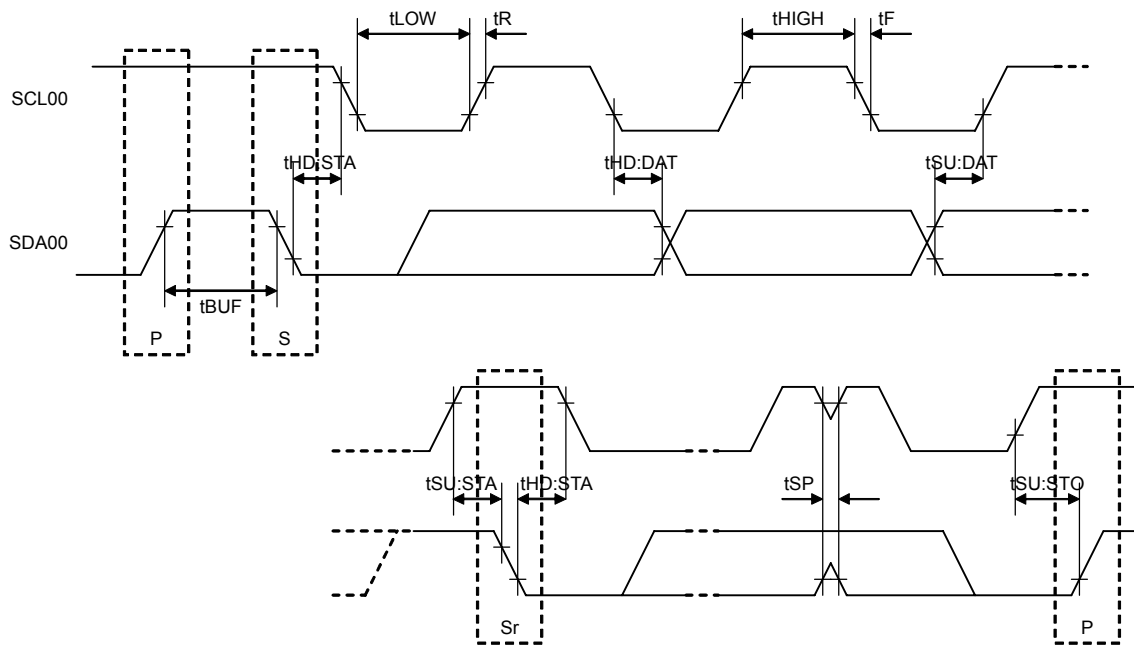 tLOW tR tHIGH tF
SCL00
tHD:STA tHD:DAT tSU:DAT
SDA00
tBUF
P S
tSU:STA tHD:STA tSP tSU:STO
Sr P